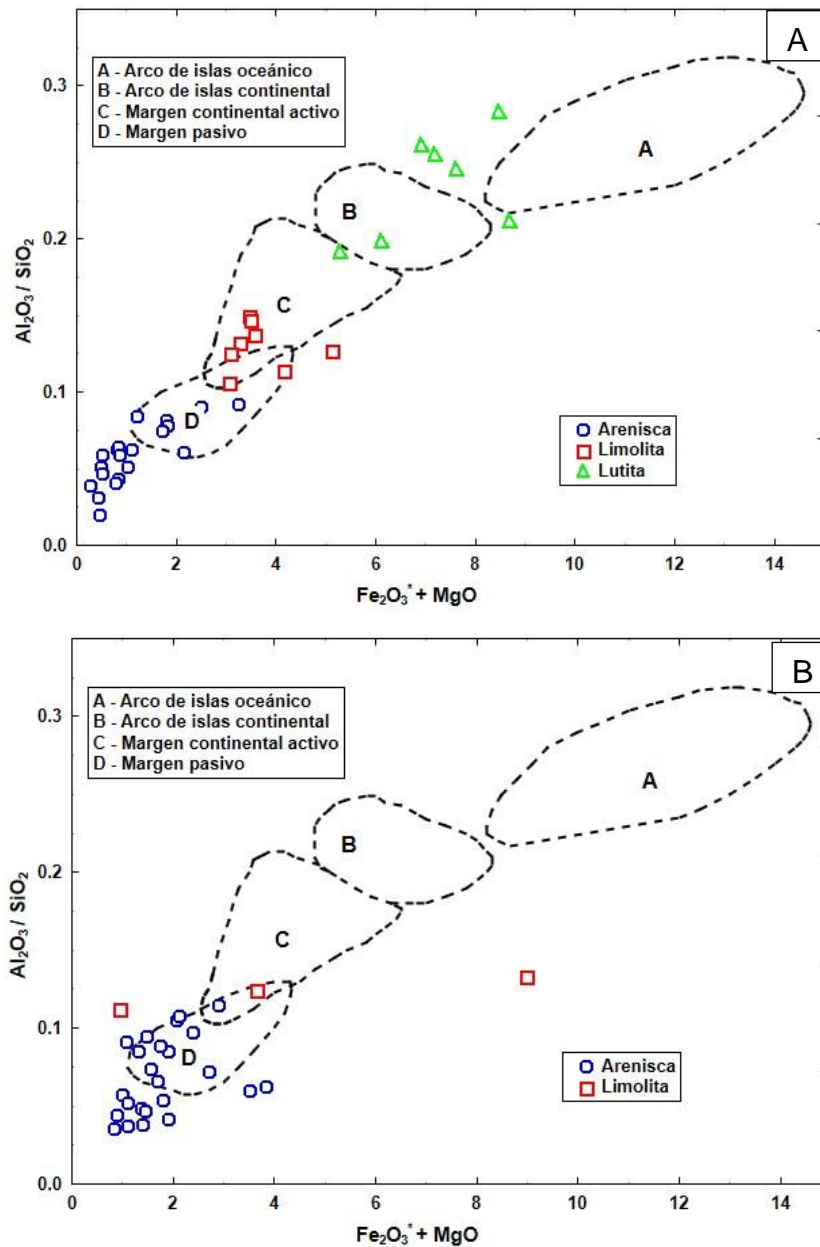 A
A - Arco de islas oceánico
B - Arco de islas continental
C - Margen continental activo
D - Margen pasivo
0.3
A
B
0.2
C
Al2O3 / SiO2
0.1
D
Arenisca
Limolita
Lutita
0.0
0 2 4 6 8 10 12 14
Fe2O3* + MgO
B
A - Arco de islas oceánico
B - Arco de islas continental
C - Margen continental activo
D - Margen pasivo
0.3
A
B
0.2
C
Al2O3 / SiO2
0.1
D
Arenisca
Limolita
0.0
0 2 4 6 8 10 12 14
Fe2O3* + MgO